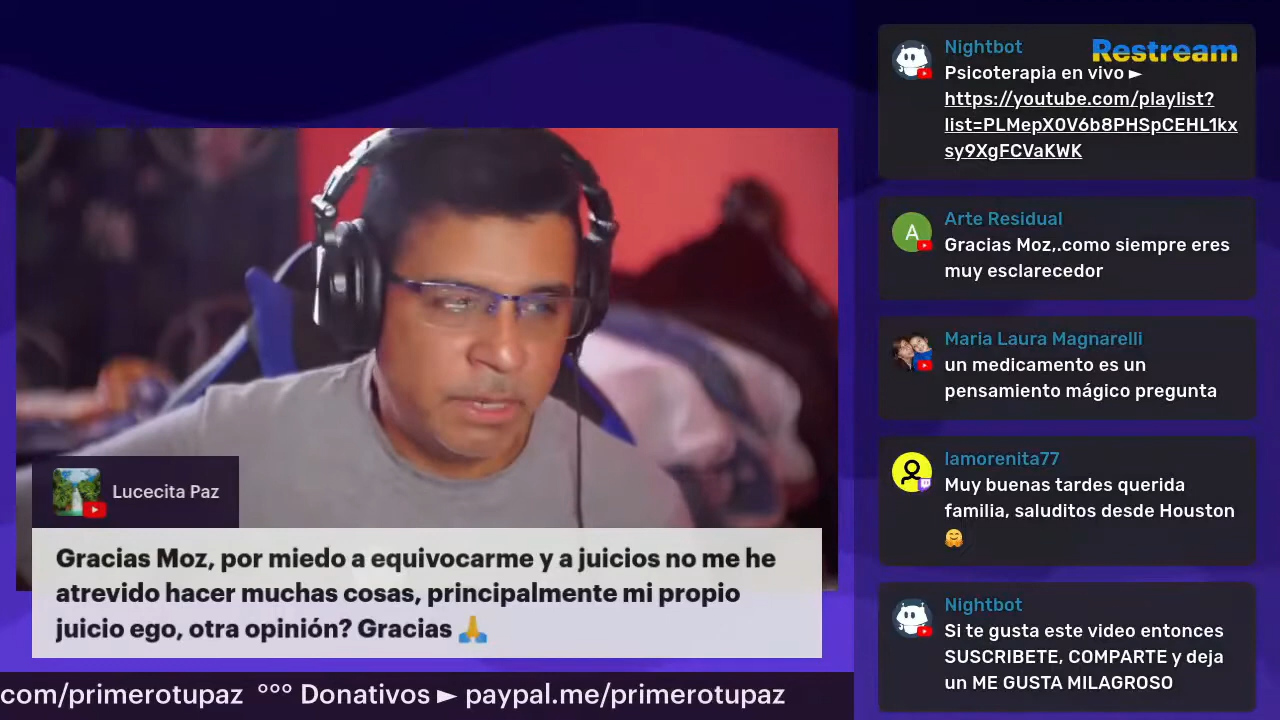 Lucecita Paz
Gracias Moz, por miedo a equivocarme y a juicios no me he
atrevido hacer muchas cosas, principalmente mi propio
juicio ego, otra opinión? Gracias 🙏
com/primerotupaz °°° Donativos ► paypal.me/primerotupaz
Restream
Nightbot
Psicoterapia en vivo ►
https://youtube.com/playlist?
list=PLMepX0V6b8PHSpCEHL1kx
sy9XgFCVaKWK
A
Arte Residual
Gracias Moz,.como siempre eres
muy esclarecedor
Maria Laura Magnarelli
un medicamento es un
pensamiento mágico pregunta
lamorenita77
Muy buenas tardes querida
familia, saluditos desde Houston
🤗
Nightbot
Si te gusta este video entonces
SUSCRIBETE, COMPARTE y deja
un ME GUSTA MILAGROSO